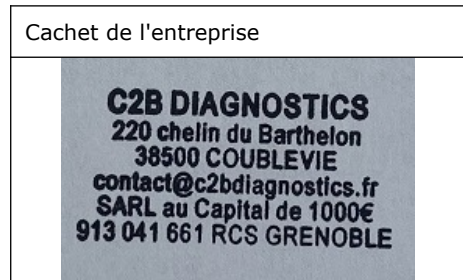 Cachet de l'entreprise
C2B DIAGNOSTICS
220 chelin du Barthelon
38500 COUBLEVIE
contact@c2bdiagnostics.fr
SARL au Capital de 1000€
913 041 661 RCS GRENOBLE